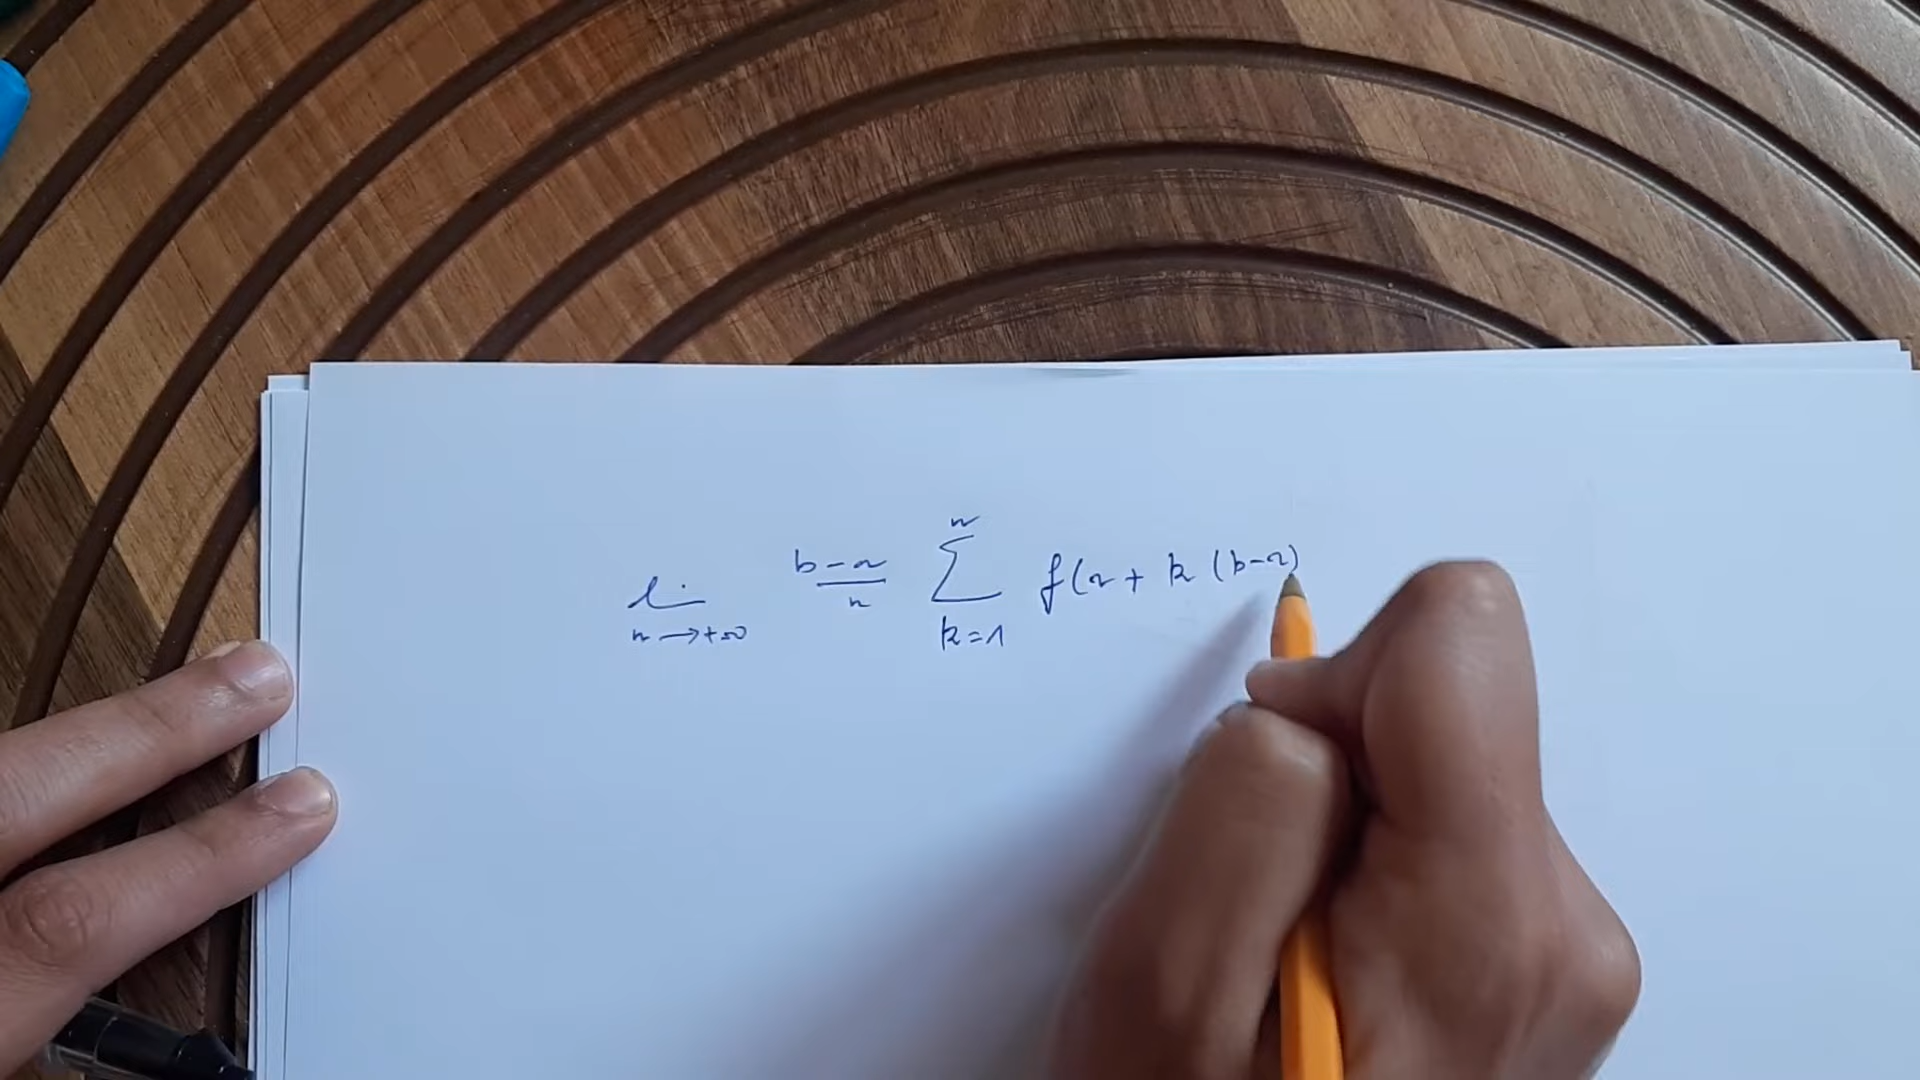 lim n→+∞ b-a/n ∑ n k=1 f(a + k (b-a)